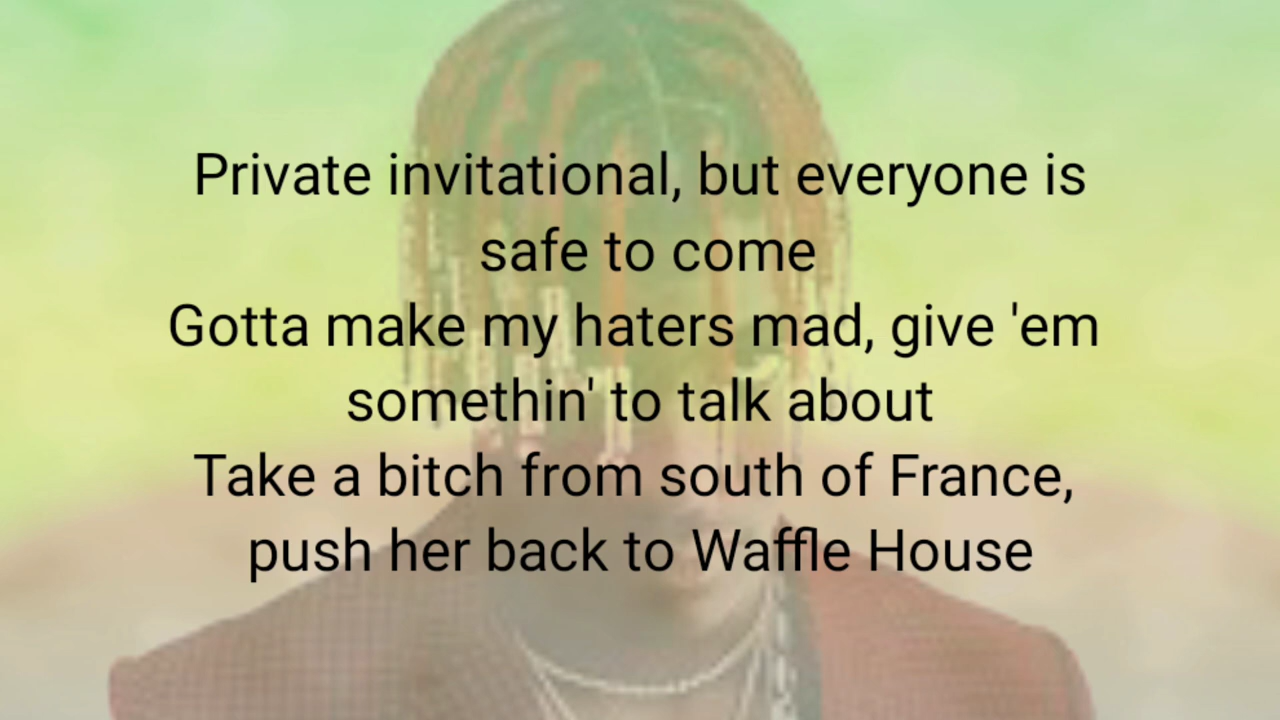 Private invitational, but everyone is
safe to come
Gotta make my haters mad, give 'em
somethin' to talk about
Take a bitch from south of France,
push her back to Waffle House